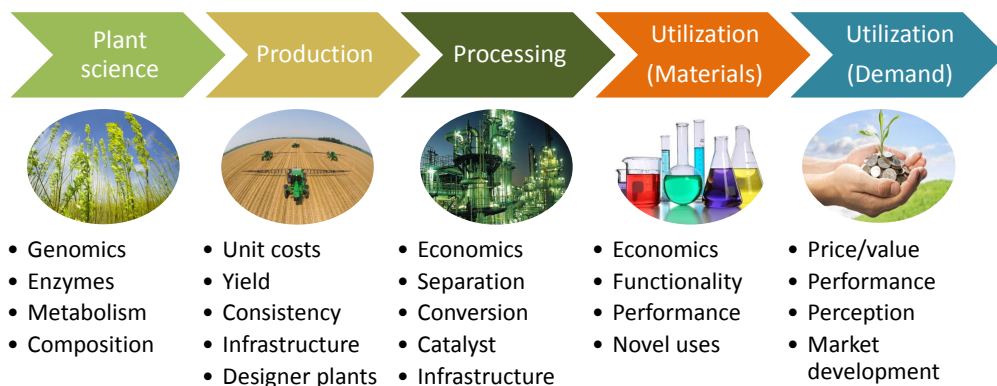 Plant
science
Production
Processing
Utilization
(Materials)
Utilization
(Demand)
• Genomics
• Enzymes
• Metabolism
• Composition
• Unit costs
• Yield
• Consistency
• Infrastructure
• Designer plants
• Economics
• Separation
• Conversion
• Catalyst
• Infrastructure
• Economics
• Functionality
• Performance
• Novel uses
• Price/value
• Performance
• Perception
• Market
development